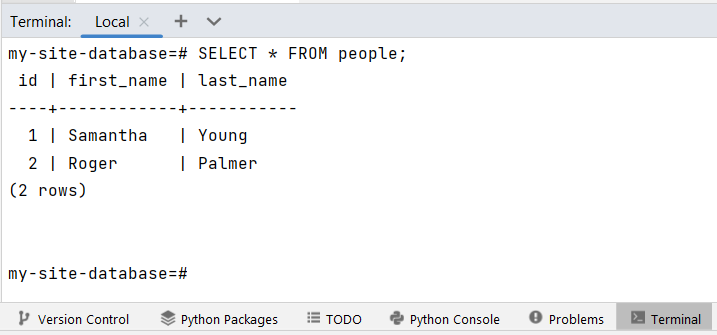 Terminal: Local × + 
my-site-database=# SELECT * FROM people;
 id | first_name | last_name
----+------------+-----------
  1 | Samantha   | Young
  2 | Roger      | Palmer
(2 rows)
my-site-database=#
Version Control Python Packages TODO Python Console Problems Terminal